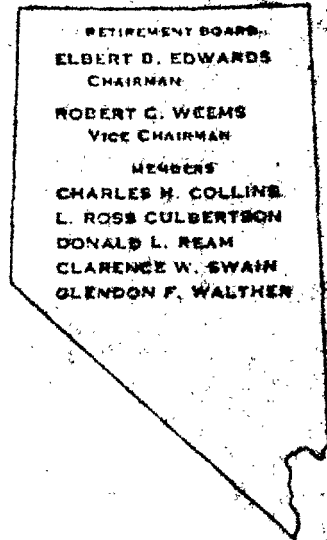 RETIREMENT BOARD
ELBERT B. EDWARDS
CHAIRMAN
ROBERT C. WEEMS
VICE CHAIRMAN
MEMBERS
CHARLES H. COLLINS
L. ROSS CULBERTSON
DONALD L. REAM
CLARENCE W. SWAIN
GLENDON F. WALTHER